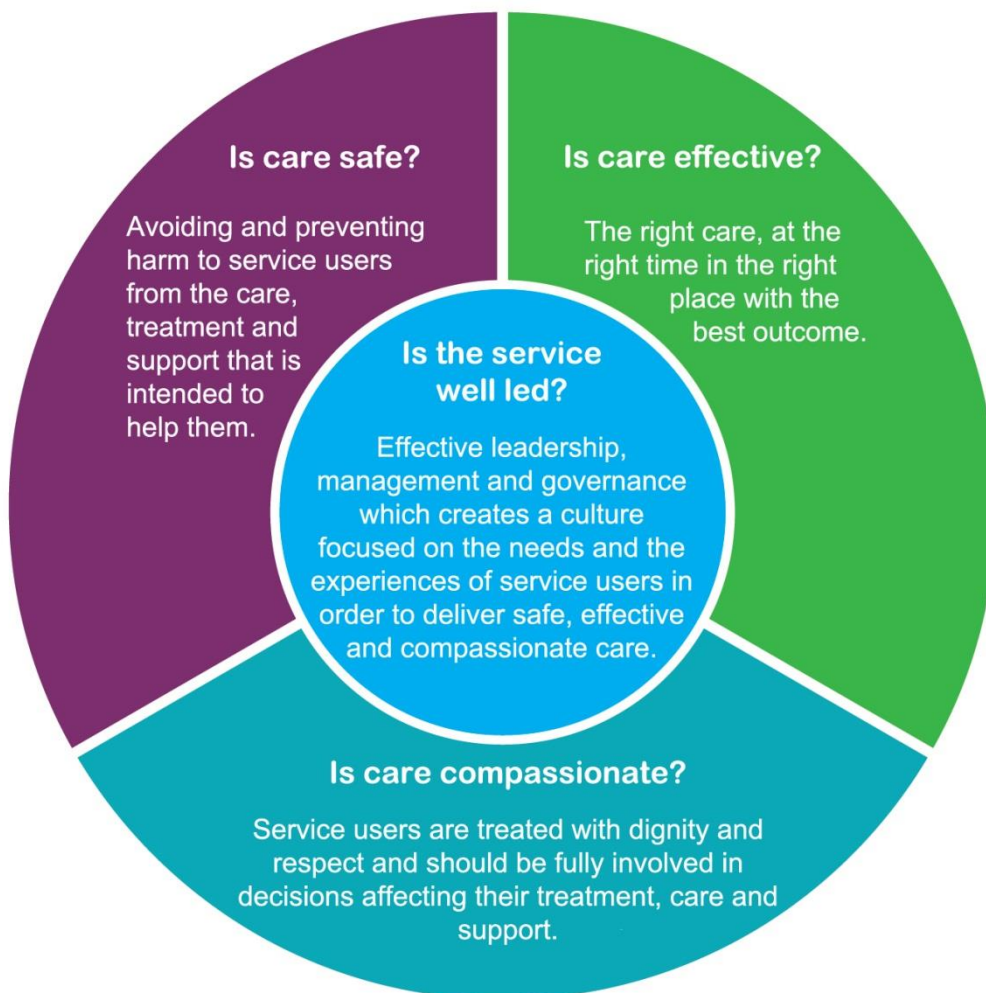 Is care safe?
Avoiding and preventing
harm to service users
from the care,
treatment and
support that is
intended to
help them.
Is care effective?
The right care, at the
right time in the right
place with the
best outcome.
Is the service
well led?
Effective leadership,
management and governance
which creates a culture
focused on the needs and the
experiences of service users in
order to deliver safe, effective
and compassionate care.
Is care compassionate?
Service users are treated with dignity and
respect and should be fully involved in
decisions affecting their treatment, care and
support.